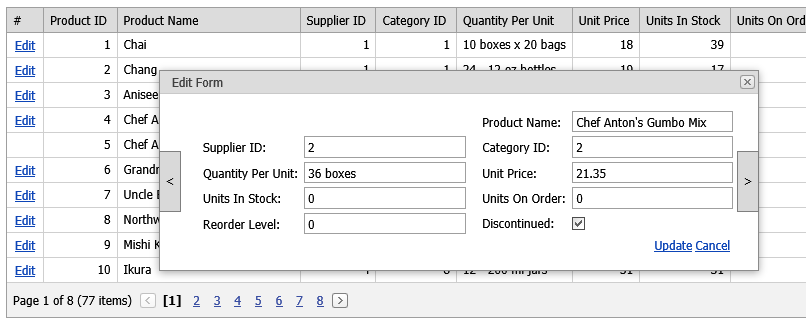 # Product ID Product Name Supplier ID Category ID Quantity Per Unit Unit Price Units In Stock Units On Ord
Edit 1 Chai 1 1 10 boxes x 20 bags 18 39
Edit 2 Chang 1 1 24 - 12 oz bottles 19 17
Edit Form
Edit 3 Anisee
Product Name: Chef Anton's Gumbo Mix
Edit 4 Chef A
Supplier ID: 2 Category ID: 2
5 Chef A
Quantity Per Unit: 36 boxes Unit Price: 21.35
Edit 6 Grandm
< >
Edit 7 Uncle B
Units In Stock: 0 Units On Order: 0
Edit 8 Northw
Reorder Level: 0 Discontinued:
Edit 9 Mishi K
Update Cancel
Edit 10 Ikura 4 8 12 - 200 ml jars 31 31
Page 1 of 8 (77 items) < [1] 2 3 4 5 6 7 8 >